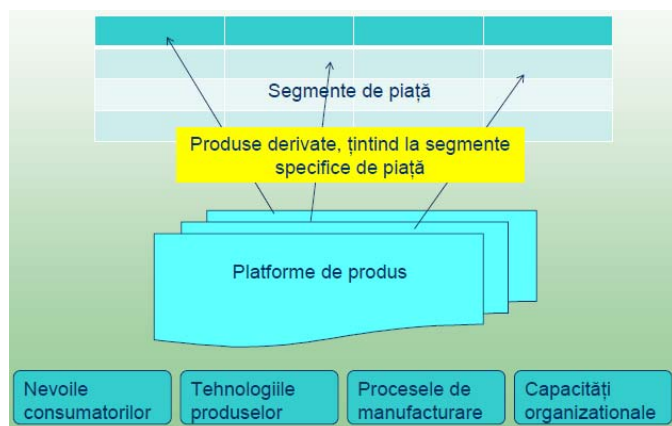 Segmente de piață
Produse derivate, țintind la segmente
specifice de piață
Platforme de produs
Nevoile
consumatorilor
Tehnologiile
produselor
Procesele de
manufacturare
Capacități
organizationale